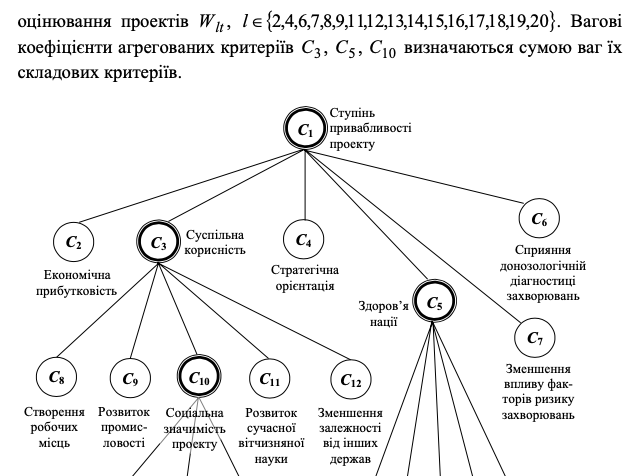 оцінювання проектів W_lt, l ∈ {2,4,6,7,8,9,11,12,13,14,15,16,17,18,19,20}. Вагові
коефіцієнти агрегованих критеріїв C₃, C₅, C₁₀ визначаються сумою ваг їх
складових критеріїв.
C₁
Ступінь
привабливості
проекту
C₂
Економічна
прибутковість
C₃
Суспільна
корисність
C₄
Стратегічна
орієнтація
C₅
Здоров’я
нації
C₆
Сприяння
донозологічній
діагностиці
захворювань
C₇
Зменшення
впливу фак-
торів ризику
захворювань
C₈
Створення
робочих
місць
C₉
Розвиток
промис-
ловості
C₁₀
Соціальна
значимість
проекту
C₁₁
Розвиток
сучасної
вітчизняної
науки
C₁₂
Зменшення
залежності
від інших
держав